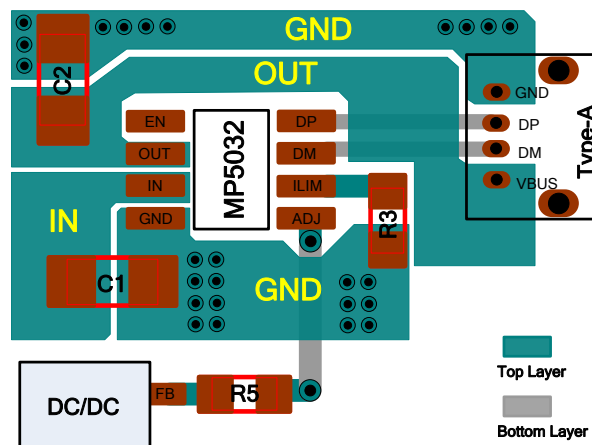 GND
C2
OUT
Type-A
GND
EN
DP
DP
OUT
DM
DM
MP5032
IN
ILIM
VBUS
GND
ADJ
R3
IN
C1
GND
Top Layer
DC/DC
FB
R5
Bottom Layer